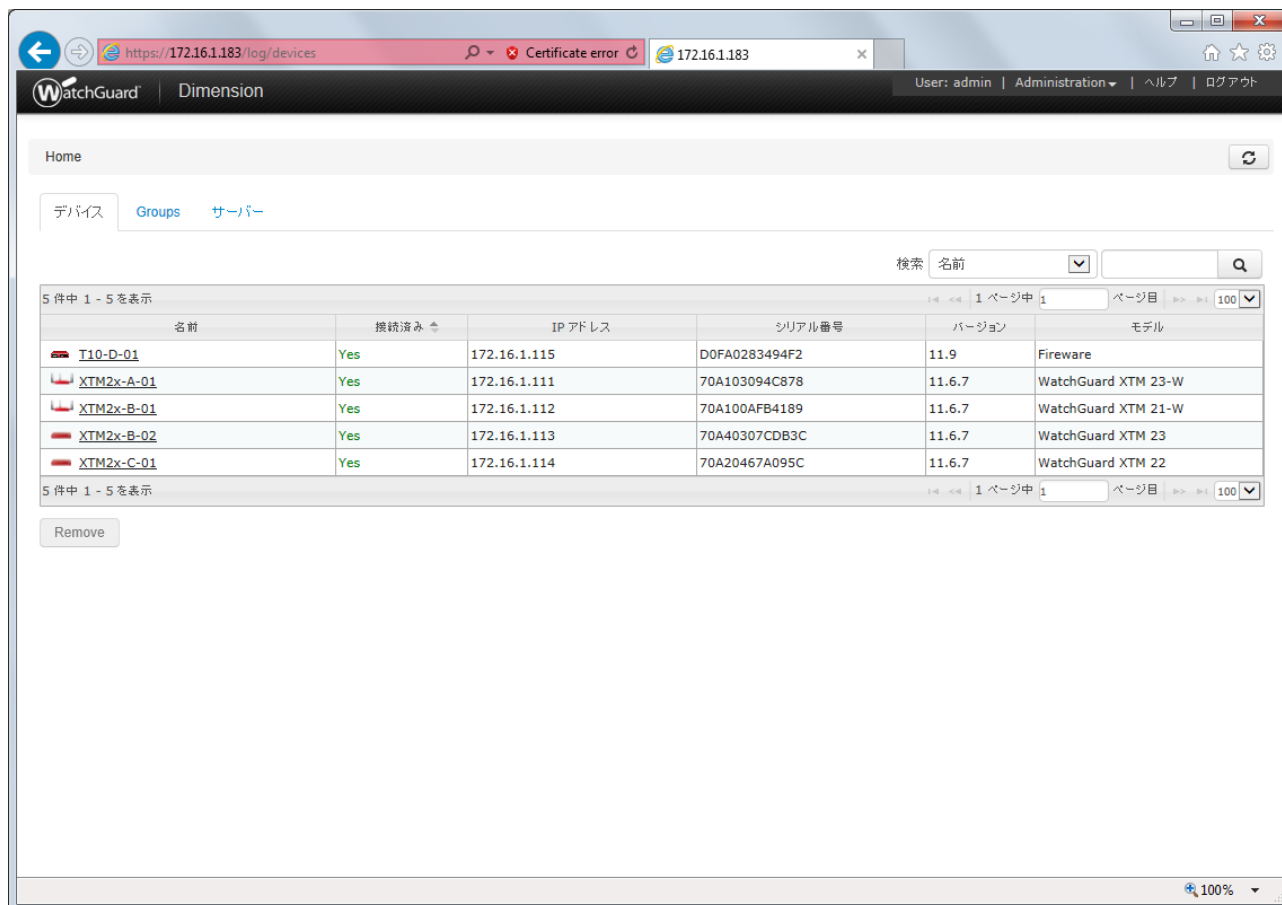 https://172.16.1.183/log/devices Certificate error 172.16.1.183
WatchGuard Dimension User: admin | Administration | ヘルプ | ログアウト
Home
デバイス Groups サーバー
検索 名前
5 件中 1 - 5 を表示 1 ページ中 1 ページ目 100
名前 接続済み IP アドレス シリアル番号 バージョン モデル
T10-D-01 Yes 172.16.1.115 D0FA0283494F2 11.9 Fireware
XTM2x-A-01 Yes 172.16.1.111 70A103094C878 11.6.7 WatchGuard XTM 23-W
XTM2x-B-01 Yes 172.16.1.112 70A100AFB4189 11.6.7 WatchGuard XTM 21-W
XTM2x-B-02 Yes 172.16.1.113 70A40307CDB3C 11.6.7 WatchGuard XTM 23
XTM2x-C-01 Yes 172.16.1.114 70A20467A095C 11.6.7 WatchGuard XTM 22
5 件中 1 - 5 を表示 1 ページ中 1 ページ目 100
Remove
100%